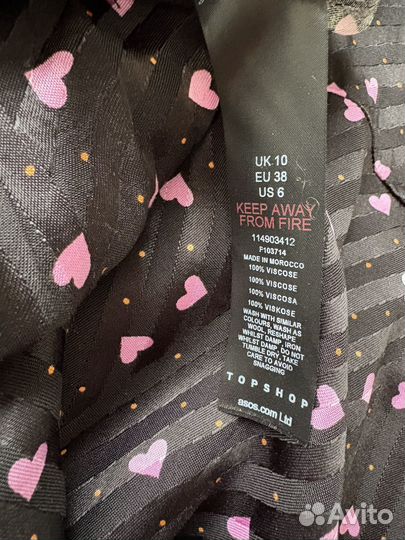 UK 10
EU 38
US 6
KEEP AWAY
FROM FIRE
114903412
F103714
MADE IN MOROCCO
100% VISCOSE
100% VISCOSE
100% VISCOSA
100% VISKOSE
WASH WITH SIMILAR
COLOURS, WASH AS
WOOL, RESHAPE
WHILST DAMP, IRON
WHILST DAMP, DO NOT
TUMBLE DRY, TAKE
CARE TO AVOID
SNAGGING
TOPSHOP
asos.com Ltd
Avito